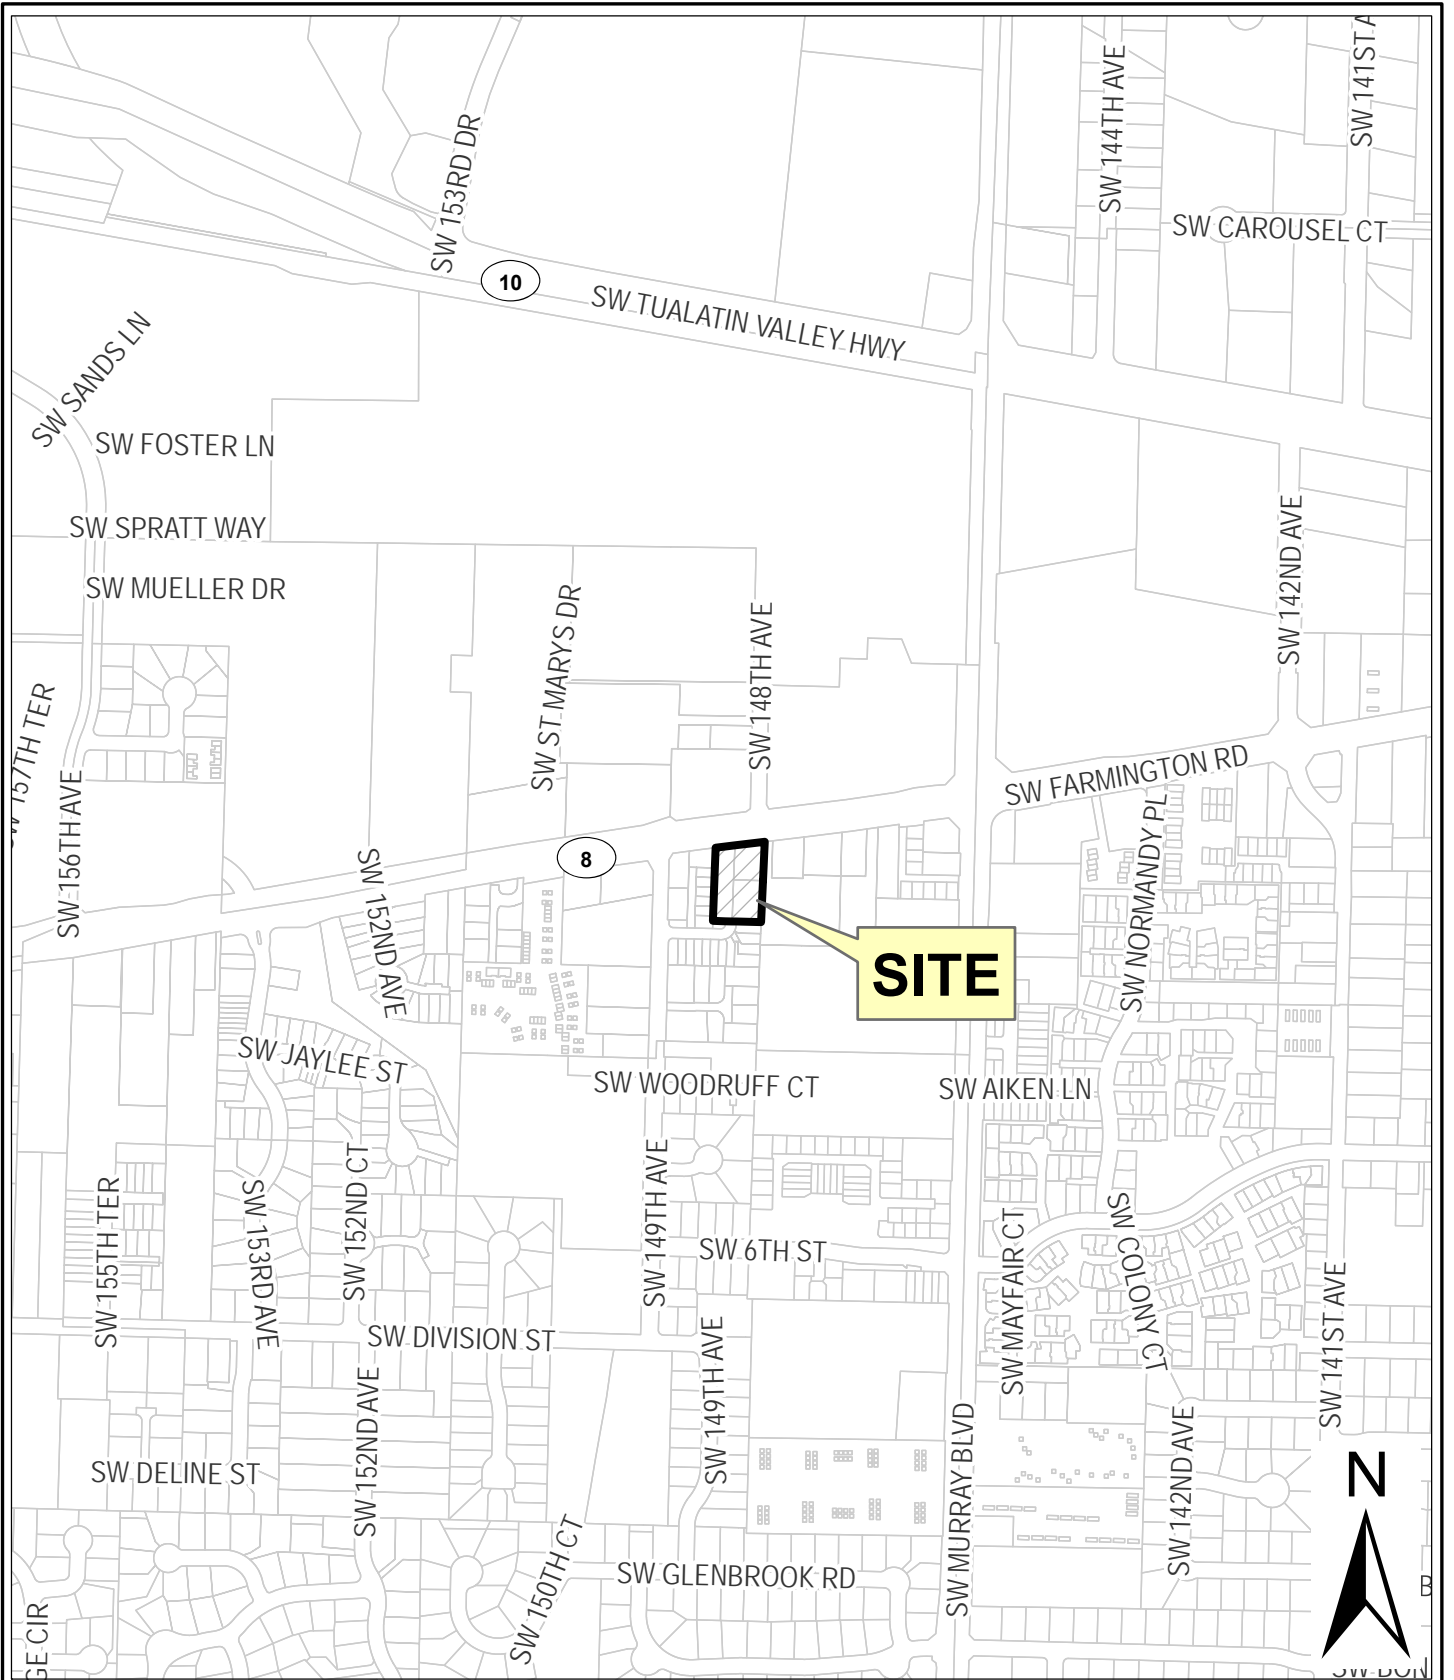 SW 141ST A
SW 144TH AVE
SW 153RD DR
SW CAROUSEL CT
10
SW TUALATIN VALLEY HWY
SW SANDS LN
SW FOSTER LN
SW SPRATT WAY
SW 142ND AVE
SW MUELLER DR
SW ST MARYS DR
SW 148TH AVE
SW 157TH TER
SW 156TH AVE
SW FARMINGTON RD
8
SW 152ND AVE
SW NORMANDY PL
SITE
SW JAYLEE ST
SW WOODRUFF CT
SW AIKEN LN
SW 155TH TER
SW 153RD AVE
SW 152ND CT
SW 149TH AVE
SW 6TH ST
SW MAYFAIR CT
SW COLONY CT
SW 141ST AVE
SW DIVISION ST
SW 152ND AVE
SW 149TH AVE
SW MURRAY BLVD
SW 142ND AVE
SW DELINE ST
N
SW 150TH CT
SW GLENBROOK RD
B
GE CIR